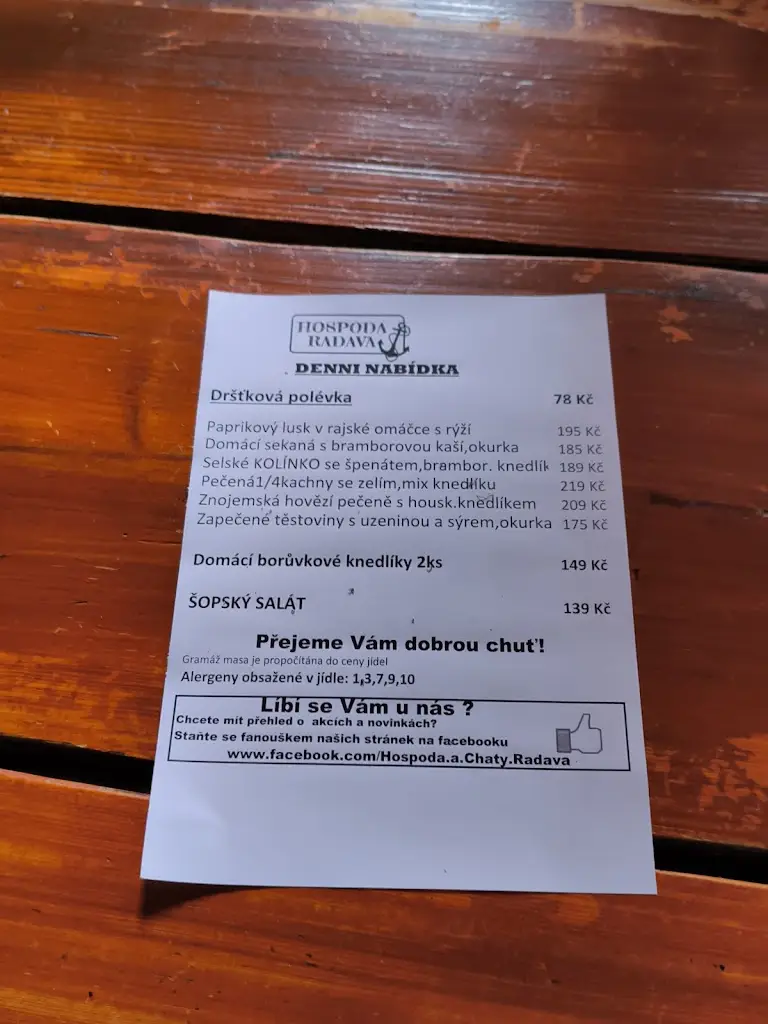 HOSPODA
RADAVA
DENNI NABÍDKA
Dršťková polévka 78 Kč
Paprikový lusk v rajské omáčce s rýží 195 Kč
Domácí sekaná s bramborovou kaší,okurka 185 Kč
Selské KOLÍNKO se špenátem,brambor. knedlík 189 Kč
Pečená1/4kachny se zelím,mix knedlíku 219 Kč
Znojemská hovězí pečeně s housk.knedlíkem 209 Kč
Zapečené těstoviny s uzeninou a sýrem,okurka 175 Kč
Domácí borůvkové knedlíky 2ks 149 Kč
ŠOPSKÝ SALÁT 139 Kč
Přejeme Vám dobrou chuť!
Gramáž masa je propočítána do ceny jídel
Alergeny obsažené v jídle: 1,3,7,9,10
Líbí se Vám u nás ?
Chcete mít přehled o akcích a novinkách?
Staňte se fanouškem našich stránek na facebooku
www.facebook.com/Hospoda.a.Chaty.Radava